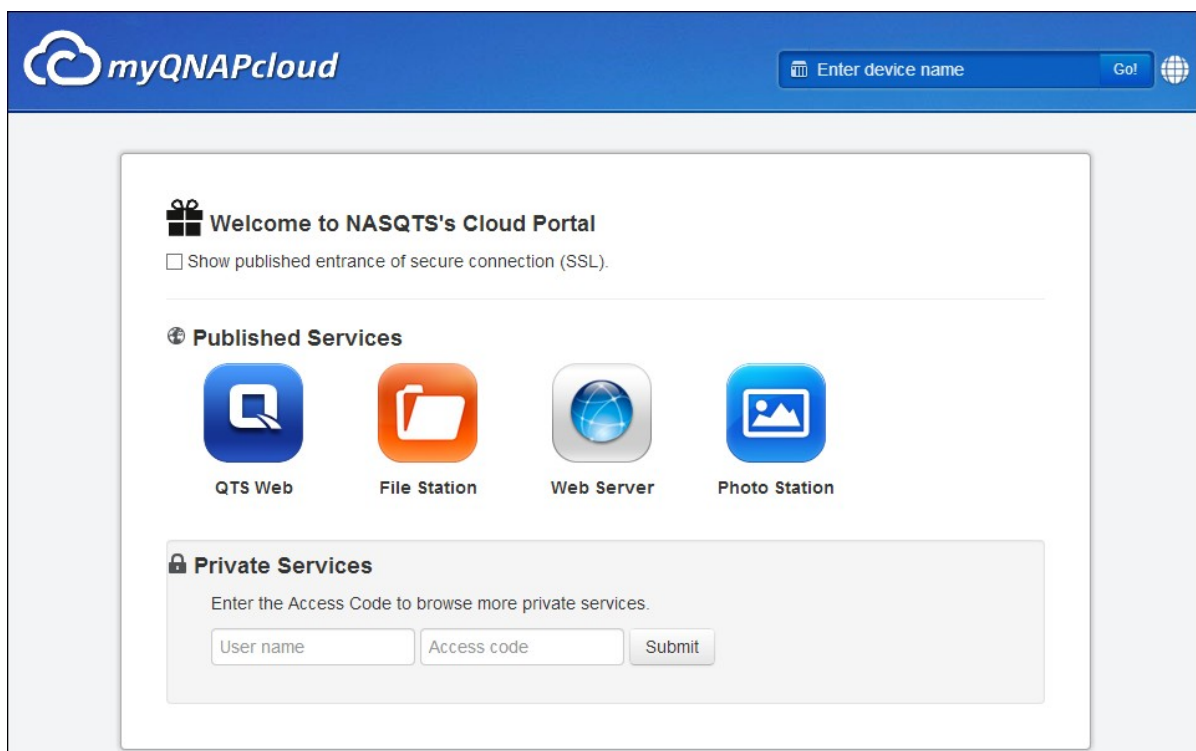 myQNAPcloud
Enter device name
Go!
Welcome to NASQTS's Cloud Portal
Show published entrance of secure connection (SSL).
Published Services
QTS Web
File Station
Web Server
Photo Station
Private Services
Enter the Access Code to browse more private services.
User name
Access code
Submit